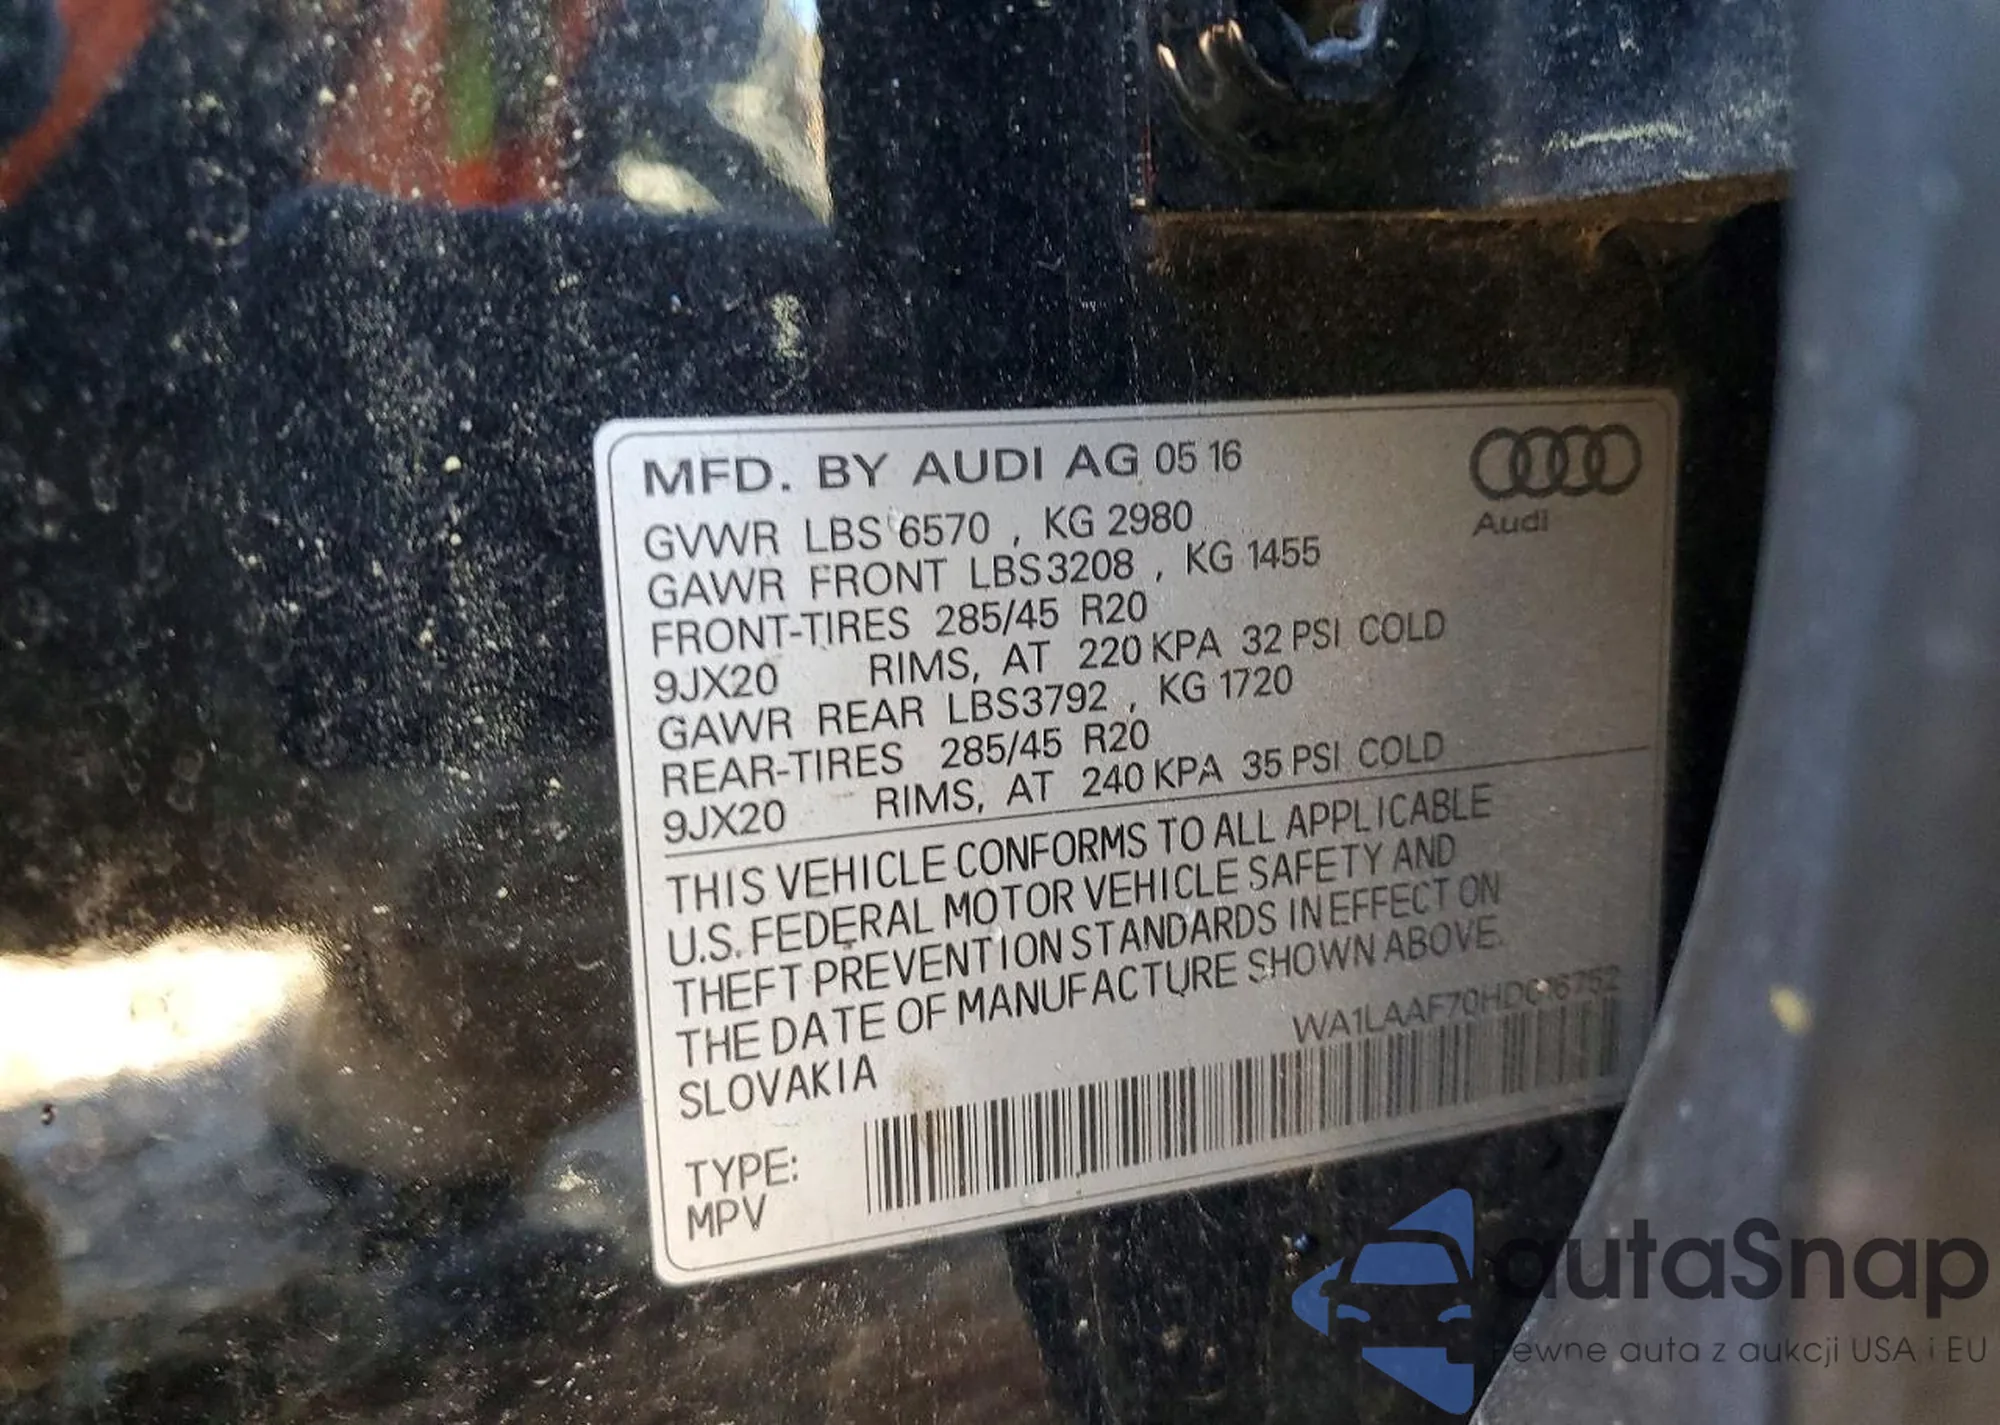 MFD. BY AUDI AG 05 16
Audi
GVWR LBS 6570 , KG 2980
GAWR FRONT LBS3208 , KG 1455
FRONT-TIRES 285/45 R20
9JX20 RIMS, AT 220 KPA 32 PSI COLD
GAWR REAR LBS3792 , KG 1720
REAR-TIRES 285/45 R20
9JX20 RIMS, AT 240 KPA 35 PSI COLD
THIS VEHICLE CONFORMS TO ALL APPLICABLE
U.S. FEDERAL MOTOR VEHICLE SAFETY AND
THEFT PREVENTION STANDARDS IN EFFECT ON
THE DATE OF MANUFACTURE SHOWN ABOVE.
SLOVAKIA
TYPE:
MPV
autaSnap
Pewne auta z aukcji USA i EU